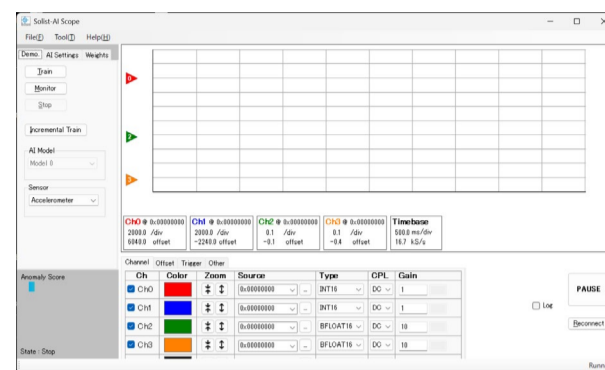 Solist-AI Scope
File(F) Tool(T) Help(H)
Demo. AI Settings Weights
Train
Monitor
Stop
Incremental Train
AI Model
Model 0
Sensor
Accelerometer
0
2
3
Ch0 @ 0x00000000 Ch1 @ 0x00000000 Ch2 @ 0x00000000 Ch3 @ 0x00000000 Timebase
2000.0 /div 2000.0 /div 0.1 /div 0.1 /div 500.0 ms/div
6040.0 offset -2240.0 offset -0.1 offset -0.4 offset 16.7 kS/s
Channel Offset Trigger Other
Ch Color Zoom Source Type CPL Gain
Ch0 0x00000000 ... INT16 DC 1
Ch1 0x00000000 ... INT16 DC 1
Ch2 0x00000000 ... BFLOAT16 DC 10
Ch3 0x00000000 ... BFLOAT16 DC 10
Anomaly Score
State : Stop
PAUSE
Log
Reconnect
Runn